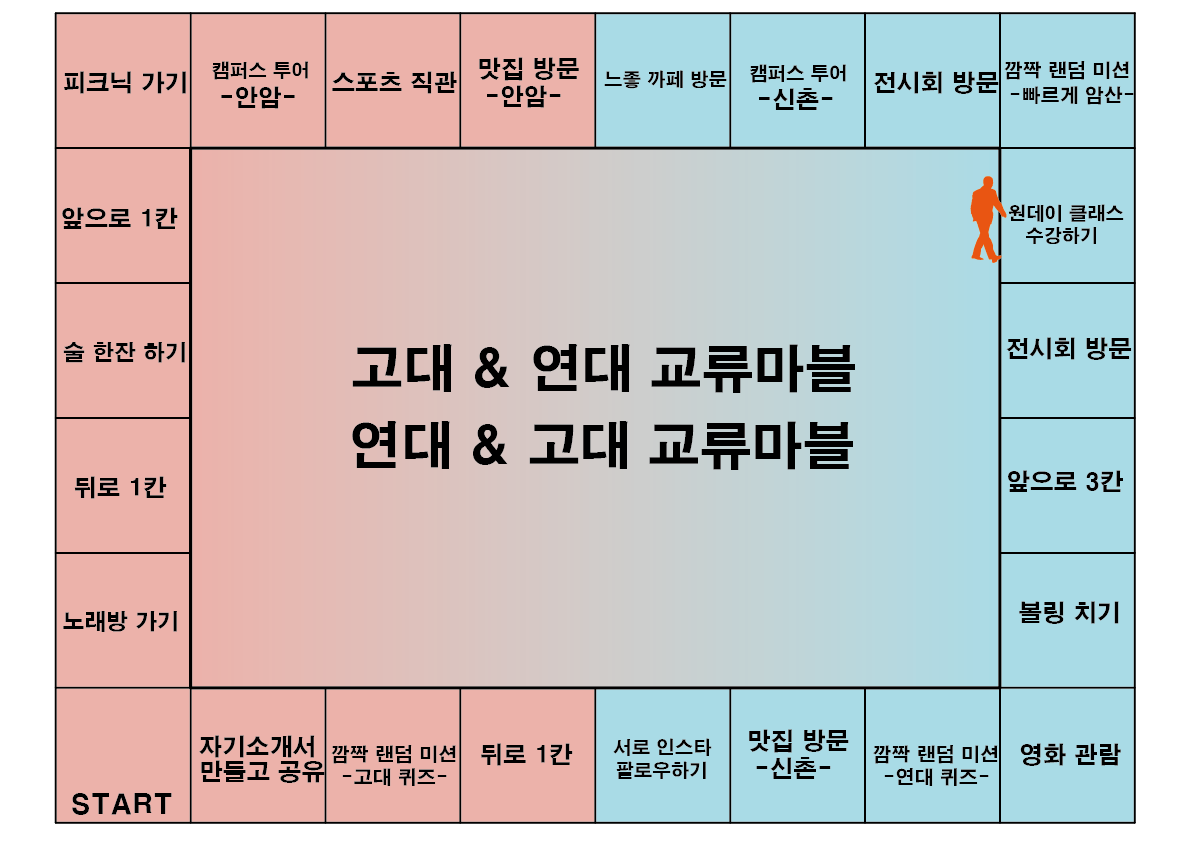 피크닉 가기
캠퍼스 투어
-안암-
스포츠 직관
맛집 방문
-안암-
느좋 까페 방문
캠퍼스 투어
-신촌-
전시회 방문
깜짝 랜덤 미션
-빠르게 암산-
앞으로 1칸
원데이 클래스
수강하기
술 한잔 하기
전시회 방문
고대 & 연대 교류마블
연대 & 고대 교류마블
뒤로 1칸
앞으로 3칸
노래방 가기
볼링 치기
START
자기소개서
만들고 공유
깜짝 랜덤 미션
-고대 퀴즈-
뒤로 1칸
서로 인스타
팔로우하기
맛집 방문
-신촌-
깜짝 랜덤 미션
-연대 퀴즈-
영화 관람